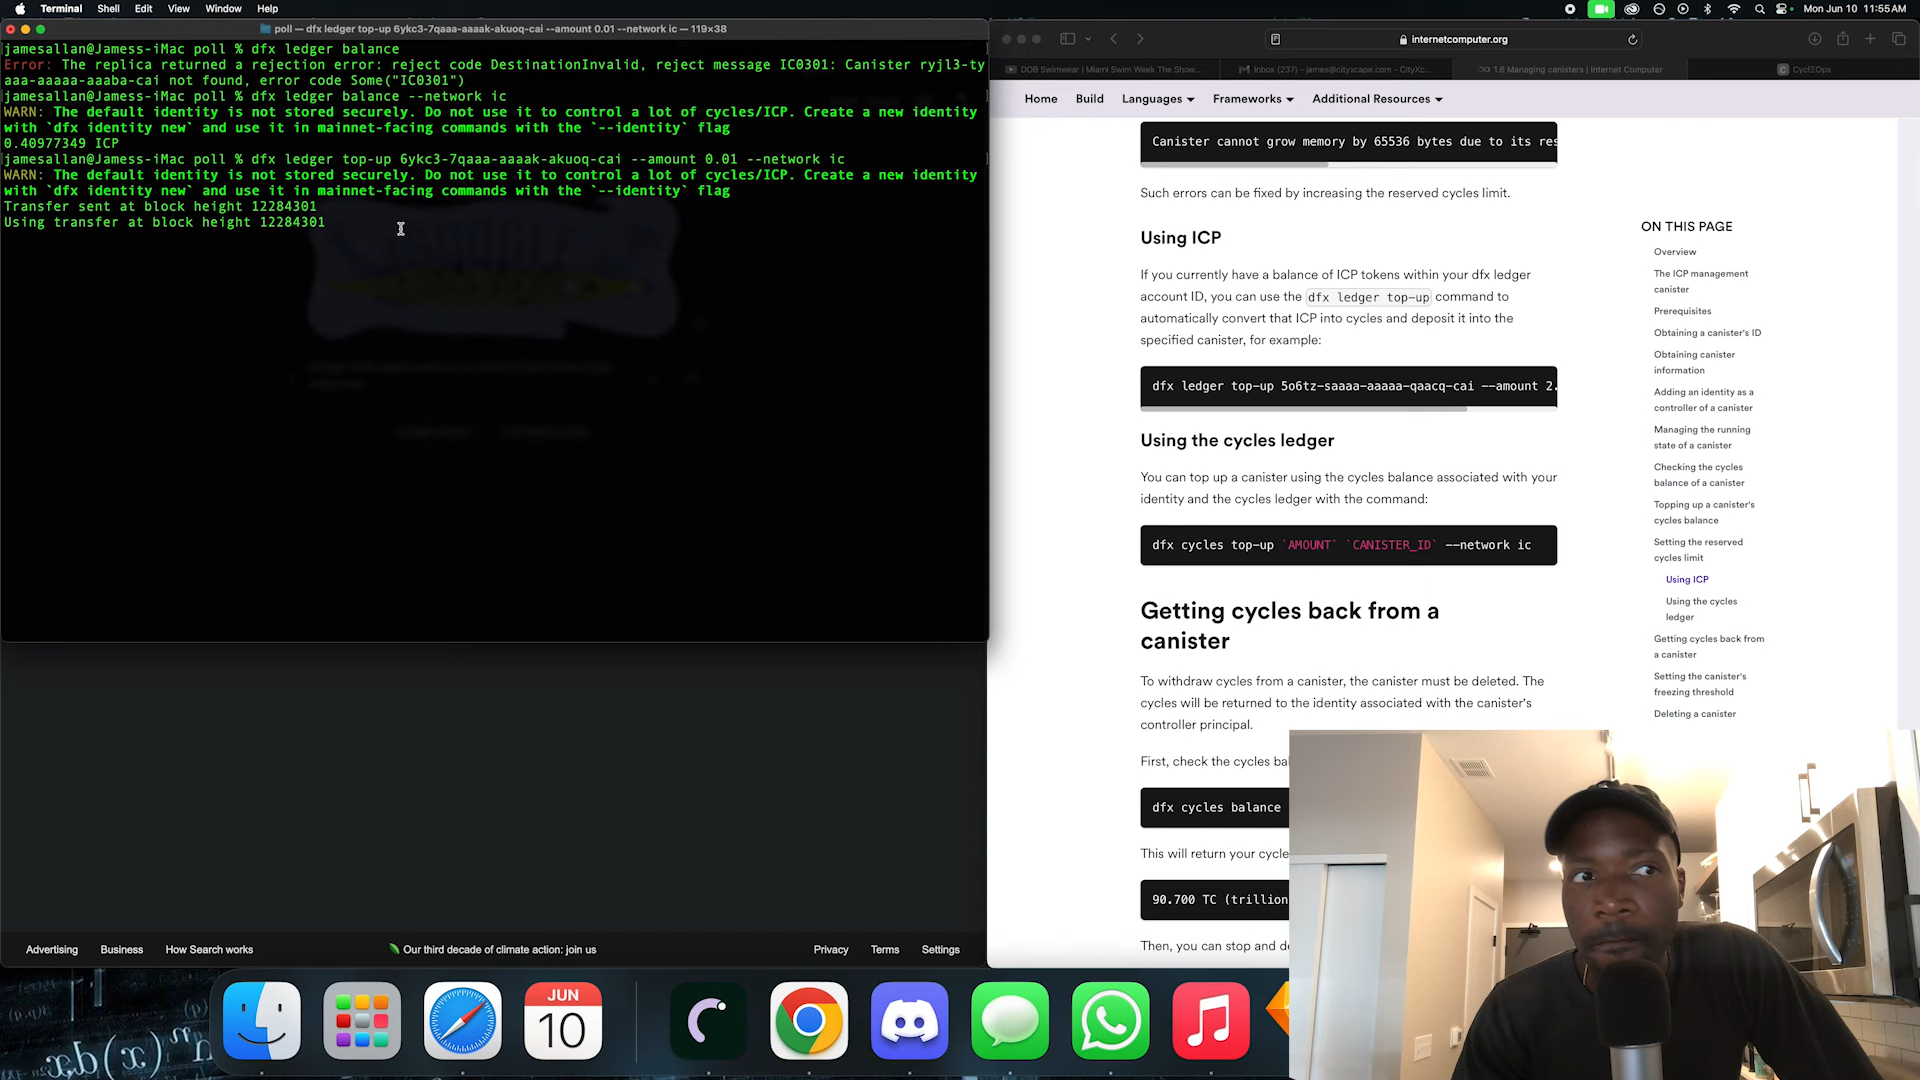 Terminal Shell Edit View Window Help
Mon Jun 10 11:55AM
poll — dfx ledger top-up 6ykc3-7qaaa-aaaak-akuoq-cai --amount 0.01 --network ic — 119×38
jamesallan@Jamess-iMac poll % dfx ledger balance
Error: The replica returned a rejection error: reject code DestinationInvalid, reject message IC0301: Canister ryjl3-ty
aaa-aaaaa-aaaba-cai not found, error code Some("IC0301")
jamesallan@Jamess-iMac poll % dfx ledger balance --network ic
WARN: The default identity is not stored securely. Do not use it to control a lot of cycles/ICP. Create a new identity
with `dfx identity new` and use it in mainnet-facing commands with the `--identity` flag
0.40977349 ICP
jamesallan@Jamess-iMac poll % dfx ledger top-up 6ykc3-7qaaa-aaaak-akuoq-cai --amount 0.01 --network ic
WARN: The default identity is not stored securely. Do not use it to control a lot of cycles/ICP. Create a new identity
with `dfx identity new` and use it in mainnet-facing commands with the `--identity` flag
Transfer sent at block height 12284301
Using transfer at block height 12284301
Advertising Business How Search works
Our third decade of climate action: join us
Privacy Terms Settings
internetcomputer.org
DOB Swimwear | Miami Swim Week The Show...
Inbox (237) – james@cityxcape.com – CityXc...
1.6 Managing canisters | Internet Computer
CyclEOps
Home Build Languages Frameworks Additional Resources
Canister cannot grow memory by 65536 bytes due to its res
Such errors can be fixed by increasing the reserved cycles limit.
Using ICP
If you currently have a balance of ICP tokens within your dfx ledger
account ID, you can use the dfx ledger top-up command to
automatically convert that ICP into cycles and deposit it into the
specified canister, for example:
dfx ledger top-up 5o6tz-saaaa-aaaaa-qaacq-cai --amount 2.
Using the cycles ledger
You can top up a canister using the cycles balance associated with your
identity and the cycles ledger with the command:
dfx cycles top-up `AMOUNT` `CANISTER_ID` --network ic
Getting cycles back from a
canister
To withdraw cycles from a canister, the canister must be deleted. The
cycles will be returned to the identity associated with the canister's
controller principal.
First, check the cycles ba
dfx cycles balance
This will return your cycle
90.700 TC (trillion
Then, you can stop and de
ON THIS PAGE
Overview
The ICP management
canister
Prerequisites
Obtaining a canister's ID
Obtaining canister
information
Adding an identity as a
controller of a canister
Managing the running
state of a canister
Checking the cycles
balance of a canister
Topping up a canister's
cycles balance
Setting the reserved
cycles limit
Using ICP
Using the cycles
ledger
Getting cycles back from
a canister
Setting the canister's
freezing threshold
Deleting a canister
JUN
10